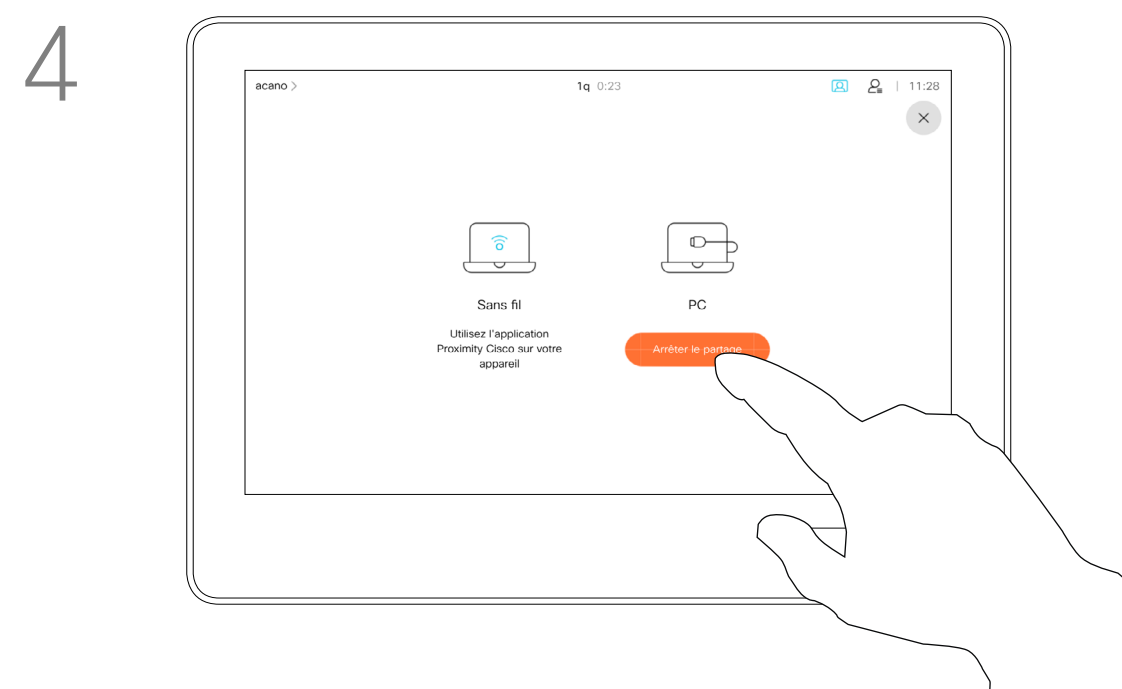 4
acano >
1q 0:23
11:28
Sans fil
Utilisez l'application
Proximity Cisco sur votre
appareil
PC
Arrêter le partage